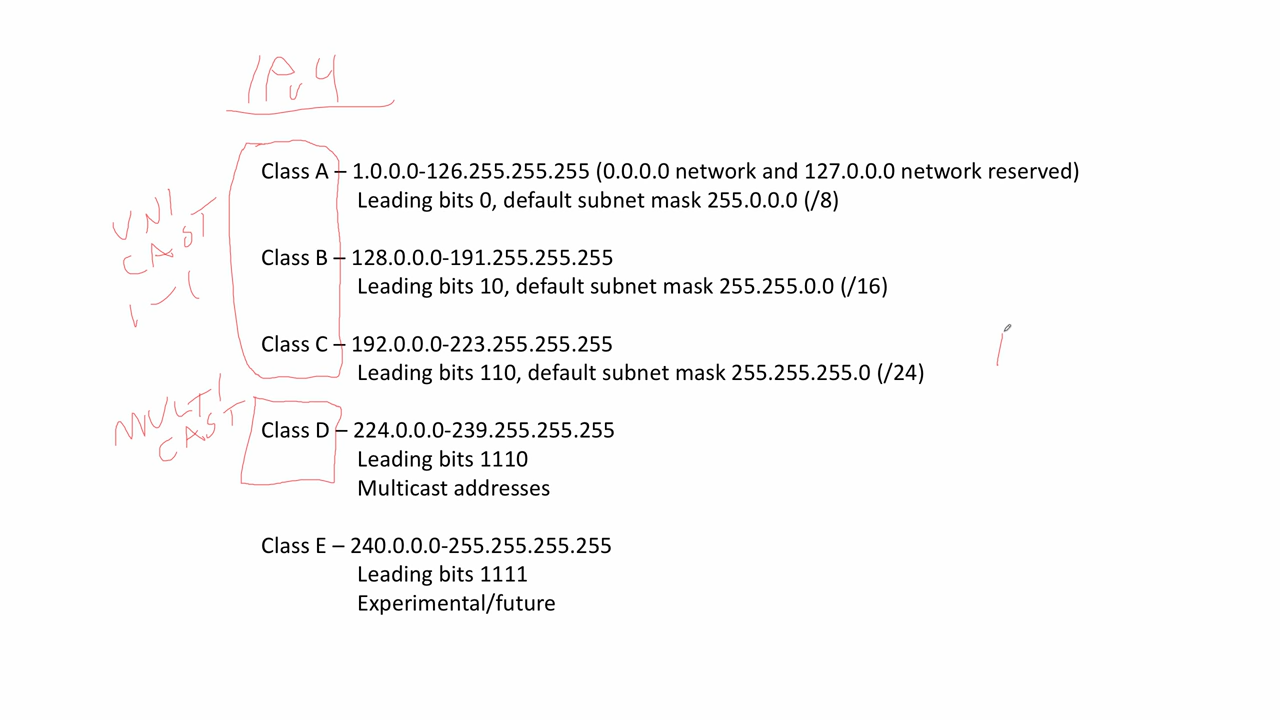 IPv4
Class A – 1.0.0.0-126.255.255.255 (0.0.0.0 network and 127.0.0.0 network reserved)
Leading bits 0, default subnet mask 255.0.0.0 (/8)
UNI
CAST
1-1
Class B – 128.0.0.0-191.255.255.255
Leading bits 10, default subnet mask 255.255.0.0 (/16)
Class C – 192.0.0.0-223.255.255.255
Leading bits 110, default subnet mask 255.255.255.0 (/24)
MULTI
CAST
Class D – 224.0.0.0-239.255.255.255
Leading bits 1110
Multicast addresses
Class E – 240.0.0.0-255.255.255.255
Leading bits 1111
Experimental/future